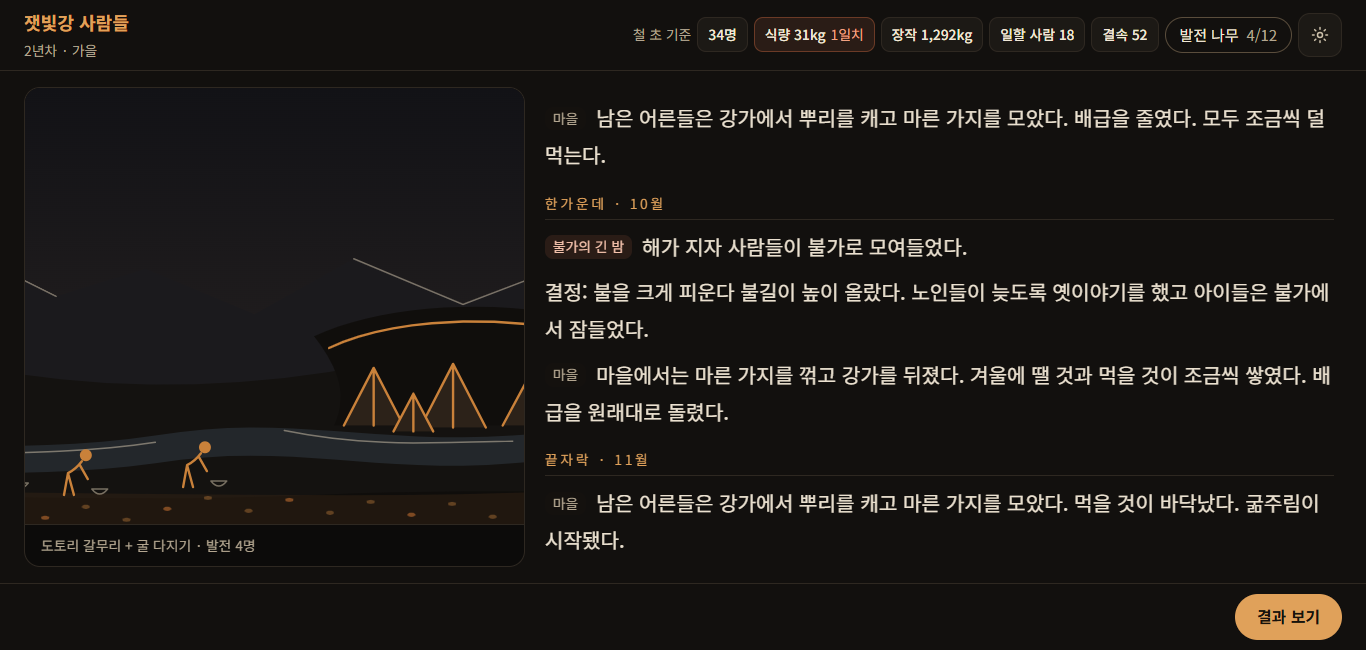 잿빛강 사람들
2년차 · 가을
철 초 기준 34명 식량 31kg 1일치 장작 1,292kg 일할 사람 18 결속 52 발전 나무 4/12
마을 남은 어른들은 강가에서 뿌리를 캐고 마른 가지를 모았다. 배급을 줄였다. 모두 조금씩 덜
먹는다.
한가운데 · 10월
불가의 긴 밤 해가 지자 사람들이 불가로 모여들었다.
결정: 불을 크게 피운다 불길이 높이 올랐다. 노인들이 늦도록 옛이야기를 했고 아이들은 불가에
서 잠들었다.
마을 마을에서는 마른 가지를 꺾고 강가를 뒤졌다. 겨울에 땔 것과 먹을 것이 조금씩 쌓였다. 배
급을 원래대로 돌렸다.
끝자락 · 11월
마을 남은 어른들은 강가에서 뿌리를 캐고 마른 가지를 모았다. 먹을 것이 바닥났다. 굶주림이
시작됐다.
도토리 갈무리 + 굴 다지기 · 발전 4명
결과 보기